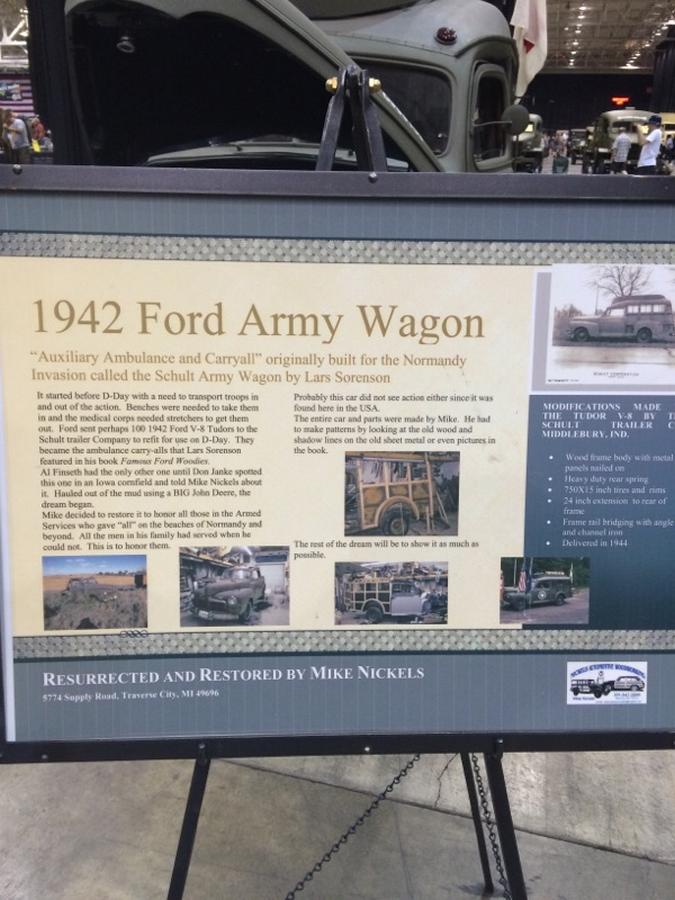 1942 Ford Army Wagon
"Auxiliary Ambulance and Carryall" originally built for the Normandy
Invasion called the Schult Army Wagon by Lars Sorenson
It started before D-Day with a need to transport troops in
and out of the action. Benches were needed to take them
in and the medical corps needed stretchers to get them
out. Ford sent perhaps 100 1942 Ford V-8 Tudors to the
Schult trailer Company to refit for use on D-Day. They
became the ambulance carry-alls that Lars Sorenson
featured in his book Famous Ford Woodies.
Al Finseth had the only other one until Don Janke spotted
this one in an Iowa cornfield and told Mike Nickels about
it. Hauled out of the mud using a BIG John Deere, the
dream began.
Mike decided to restore it to honor all those in the Armed
Services who gave "all" on the beaches of Normandy and
beyond. All the men in his family had served when he
could not. This is to honor them.
Probably this car did not see action either since it was
found here in the USA.
The entire car and parts were made by Mike. He had
to make patterns by looking at the old wood and
shadow lines on the old sheet metal or even pictures in
the book.
The rest of the dream will be to show it as much as
possible.
MODIFICATIONS MADE
THE TUDOR V-8 BY
SCHULT TRAILER
MIDDLEBURY, IND.
• Wood frame body with metal
panels nailed on
• Heavy duty rear spring
• 750X15 inch tires and rims
• 24 inch extension to rear of
frame
• Frame rail bridging with angle
and channel iron
• Delivered in 1944
RESURRECTED AND RESTORED BY MIKE NICKELS
5774 Supply Road, Traverse City, MI 49696